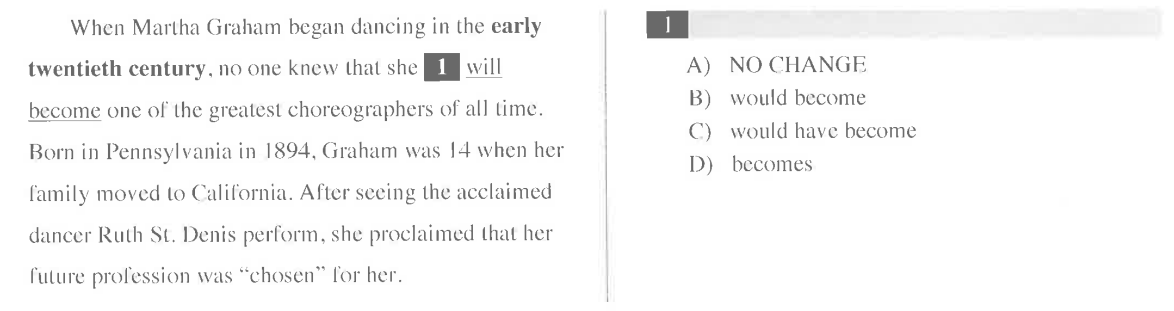 When Martha Graham began dancing in the early
twentieth century, no one knew that she 1 will
become one of the greatest choreographers of all time.
Born in Pennsylvania in 1894, Graham was 14 when her
family moved to California. After seeing the acclaimed
dancer Ruth St. Denis perform, she proclaimed that her
future profession was “chosen” for her.
1
A) NO CHANGE
B) would become
C) would have become
D) becomes